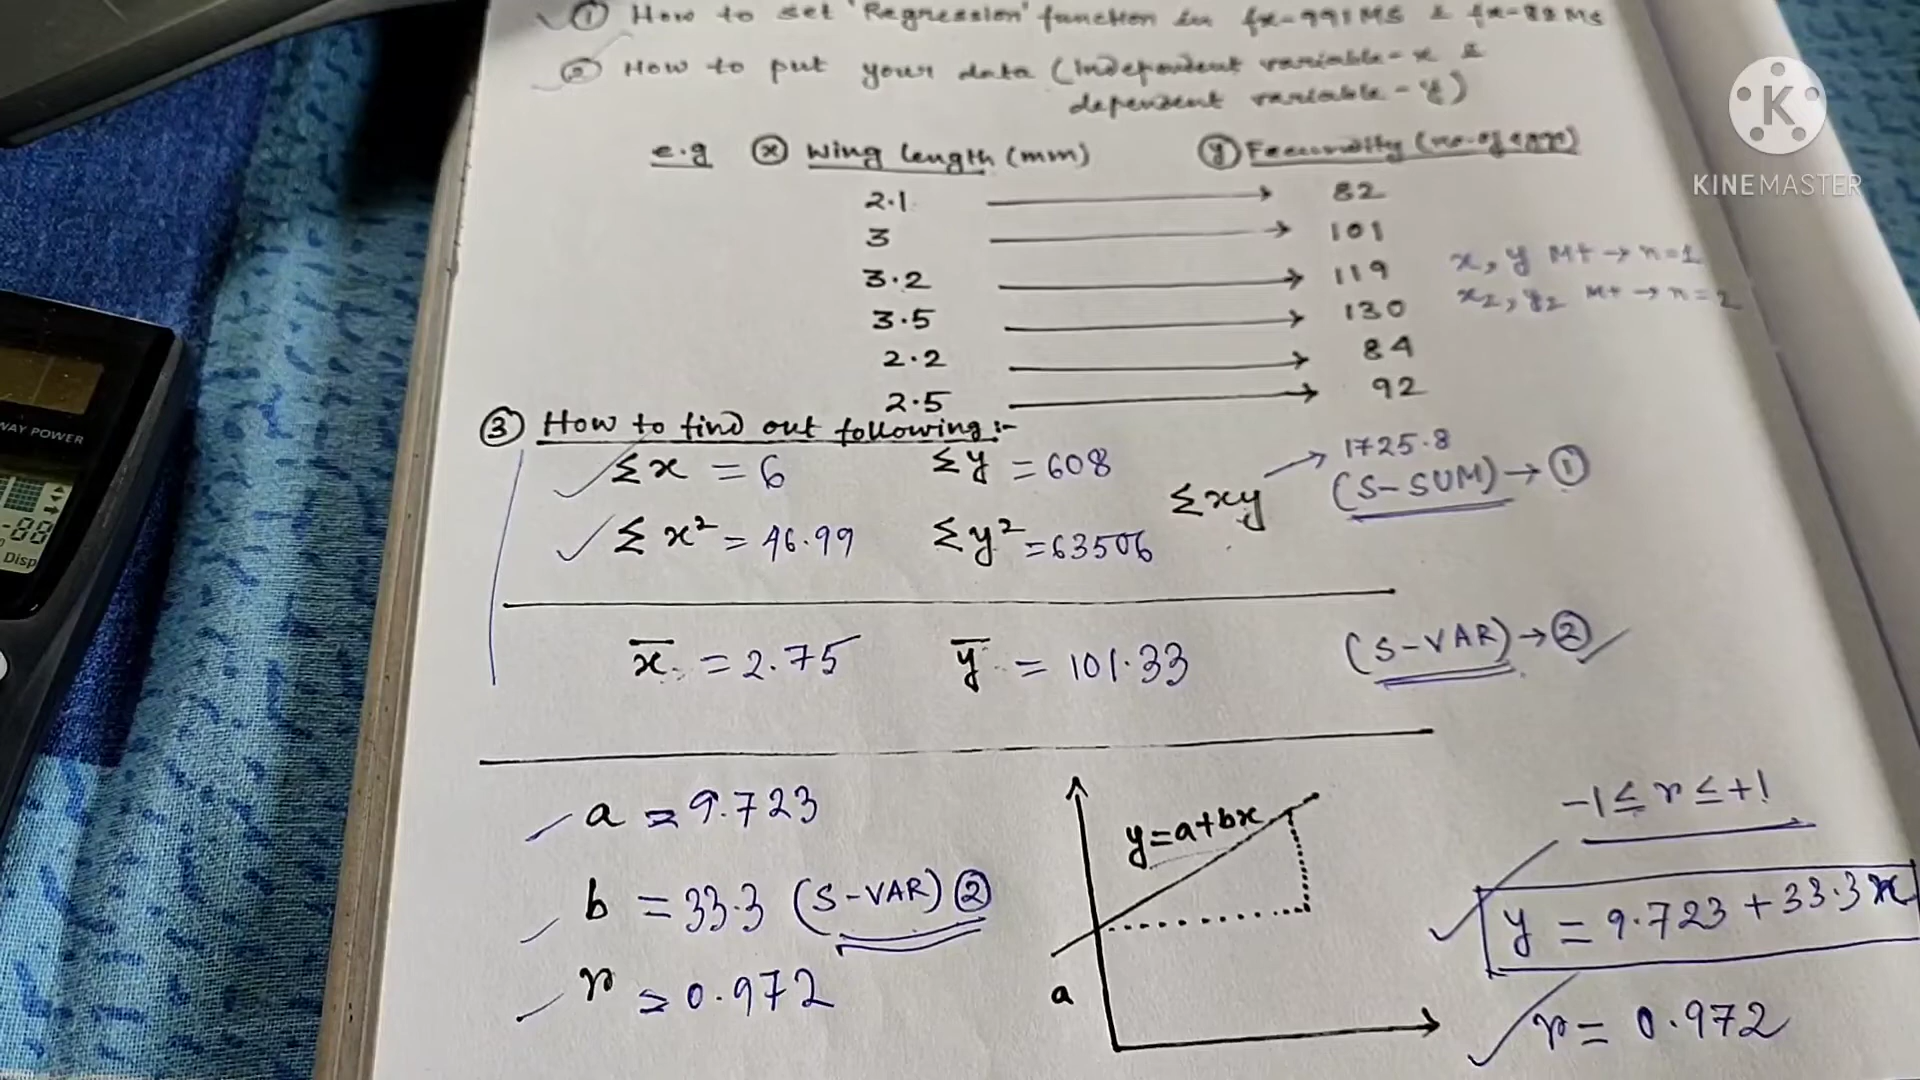 ① How to set 'Regression' function in fx-991MS & fx-82MS
② How to put your data (Independent variable - x &
dependent variable - y)
e.g ⓧ Wing length (mm) ⓨ Fecundity (no. of eggs)
2.1 → 82
3 → 101
3.2 → 119
3.5 → 130
2.2 → 84
2.5 → 92
x, y M+ → n=1
x2, y2 M+ → n=2
KINEMASTER
③ How to find out following :-
Σx = 6 Σy = 608 Σxy → 1725.8
(S-SUM) → ①
Σx² = 46.99 Σy² = 63506
x̄ = 2.75 ȳ = 101.33 (S-VAR) → ②
a = 9.723
b = 33.3 (S-VAR) ②
r = 0.972
y = a+bx
a
-1 ≤ r ≤ +1
y = 9.723 + 33.3x
r = 0.972
WAY POWER
Disp